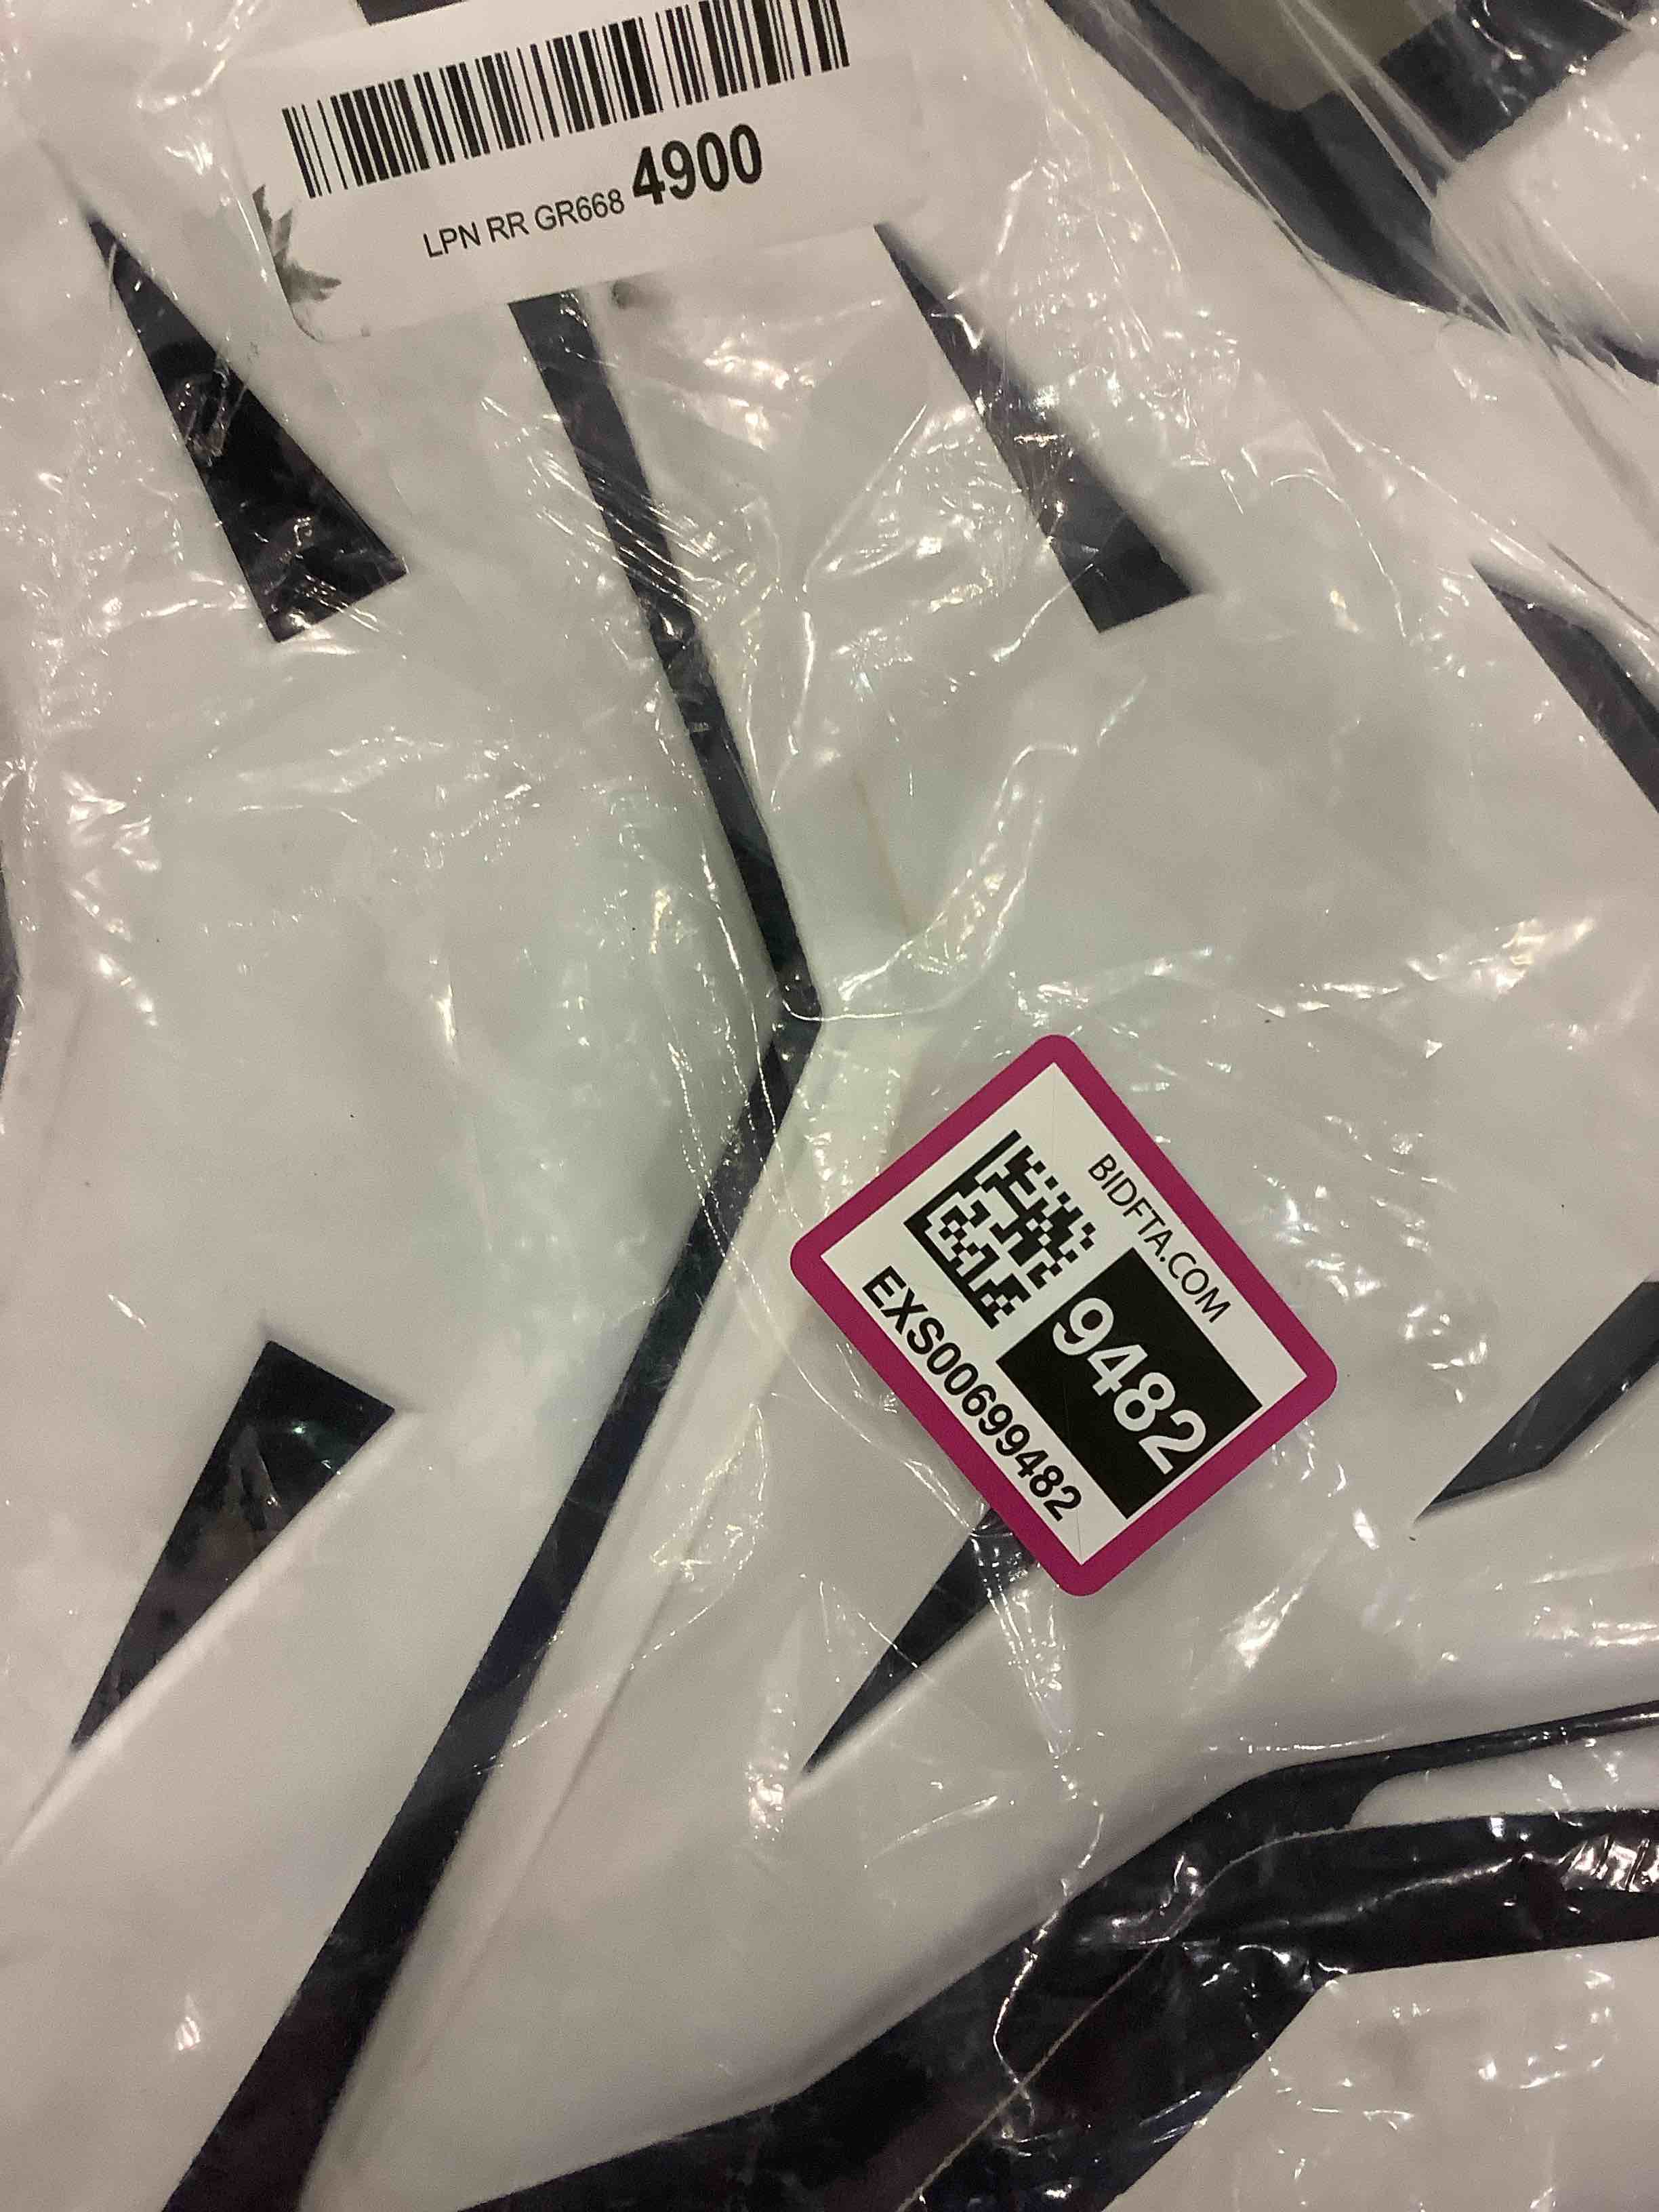 LPN RR GR668 4900
BIDFTA.COM
9482
EXS00699482